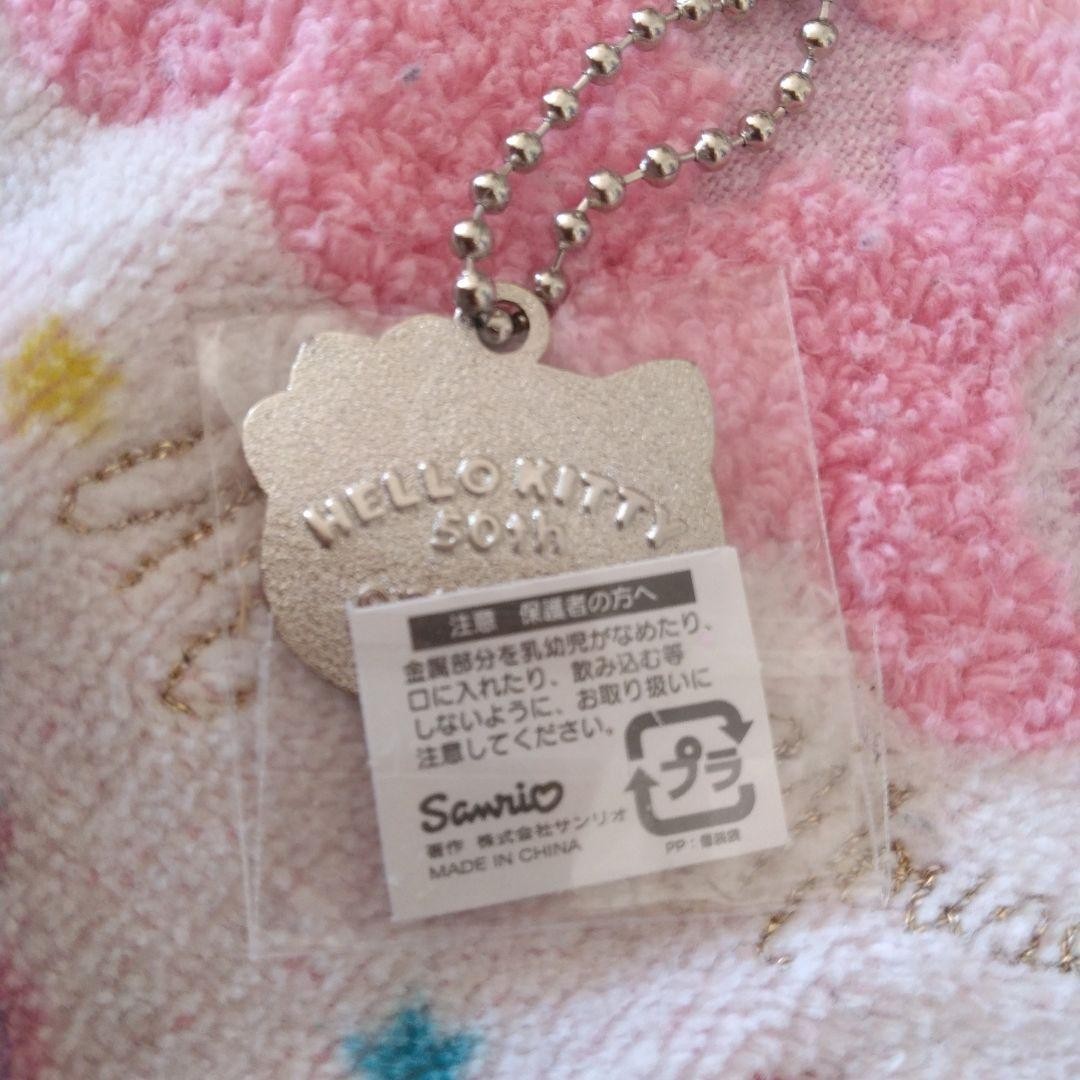 HELLO KITTY
50th
注意 保護者の方へ
金属部分を乳幼児がなめたり、
口に入れたり、飲み込む等
しないように、お取り扱いに
注意してください。
プラ
Sanrio
著作 株式会社サンリオ
MADE IN CHINA
PP：個装袋